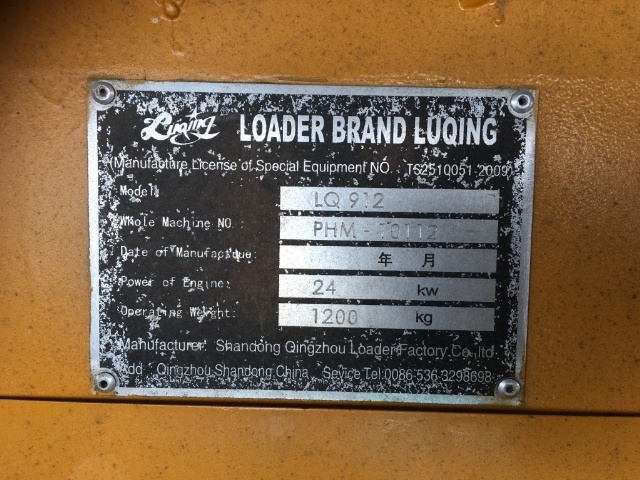 Luqing LOADER BRAND LUQING
(Manufacture License of Special Equipment NO.: TS2510051-2009)
Model: LQ 912
Whole Machine NO.: PHM - 10112
Date of Manufacture: 年 月
Power of Engine: 24 kw
Operating Weight: 1200 kg
Manufacturer: Shandong Qingzhou Loader Factory Co., ltd
Add: Qingzhou Shandong China Sevice Tel:0086-536-3298698